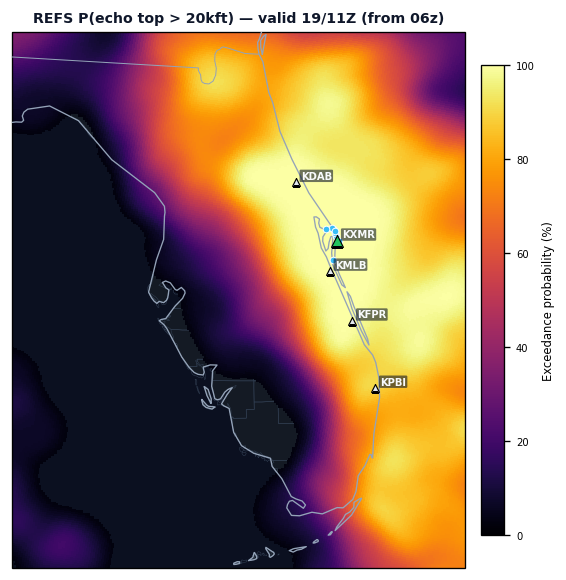 REFS P(echo top > 20kft) — valid 19/11Z (from 06z)
KDAB
KXMR
KMLB
KFPR
KPBI
100
80
60
40
20
0
Exceedance probability (%)